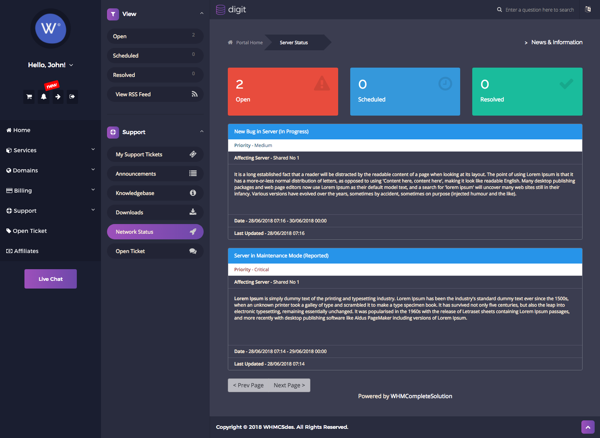 W
Hello, John!
new
Home
Services
Domains
Billing
Support
Open Ticket
Affiliates
Live Chat
View
Open 2
Scheduled 0
Resolved 0
View RSS Feed
Support
My Support Tickets
Announcements
Knowledgebase
Downloads
Network Status
Open Ticket
digit
Enter a question here to search
Portal Home
Server Status
> News & Information
2
Open
0
Scheduled
0
Resolved
New Bug in Server (In Progress)
Priority - Medium
Affecting Server - Shared No 1
It is a long established fact that a reader will be distracted by the readable content of a page when looking at its layout. The point of using Lorem Ipsum is that it
has a more-or-less normal distribution of letters, as opposed to using 'Content here, content here', making it look like readable English. Many desktop publishing
packages and web page editors now use Lorem Ipsum as their default model text, and a search for 'lorem ipsum' will uncover many web sites still in their
infancy. Various versions have evolved over the years, sometimes by accident, sometimes on purpose (injected humour and the like).
Date - 28/06/2018 07:16 - 30/06/2018 00:00
Last Updated - 28/06/2018 07:16
Server in Maintenance Mode (Reported)
Priority - Critical
Affecting Server - Shared No 1
Lorem Ipsum is simply dummy text of the printing and typesetting industry. Lorem Ipsum has been the industry's standard dummy text ever since the 1500s,
when an unknown printer took a galley of type and scrambled it to make a type specimen book. It has survived not only five centuries, but also the leap into
electronic typesetting, remaining essentially unchanged. It was popularised in the 1960s with the release of Letraset sheets containing Lorem Ipsum passages,
and more recently with desktop publishing software like Aldus PageMaker including versions of Lorem Ipsum.
Date - 28/06/2018 07:14 - 29/06/2018 00:00
Last Updated - 28/06/2018 07:14
< Prev Page
Next Page >
Powered by WHMCompleteSolution
Copyright © 2018 WHMCSdes. All Rights Reserved.